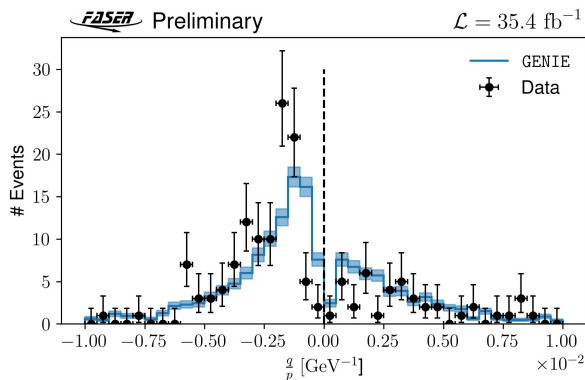 FASER Preliminary
ℒ = 35.4 fb⁻¹
GENIE
Data
# Events
30
25
20
15
10
5
0
−1.00 −0.75 −0.50 −0.25 0.00 0.25 0.50 0.75 1.00
q/p [GeV⁻¹]
×10⁻²